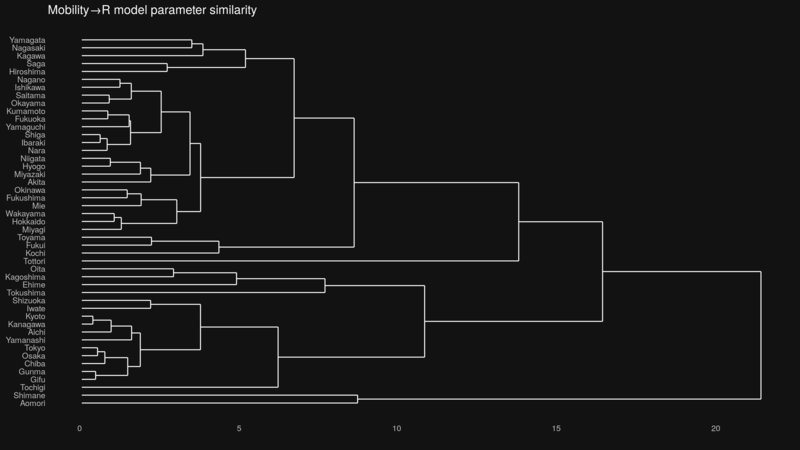 Mobility→R model parameter similarity
Yamagata
Nagasaki
Kagawa
Saga
Hiroshima
Nagano
Ishikawa
Saitama
Okayama
Kumamoto
Fukuoka
Yamaguchi
Shiga
Ibaraki
Nara
Niigata
Hyogo
Miyazaki
Akita
Okinawa
Fukushima
Mie
Wakayama
Hokkaido
Miyagi
Toyama
Fukui
Kochi
Tottori
Oita
Kagoshima
Ehime
Tokushima
Shizuoka
Iwate
Kyoto
Kanagawa
Aichi
Yamanashi
Tokyo
Osaka
Chiba
Gunma
Gifu
Tochigi
Shimane
Aomori
0 5 10 15 20